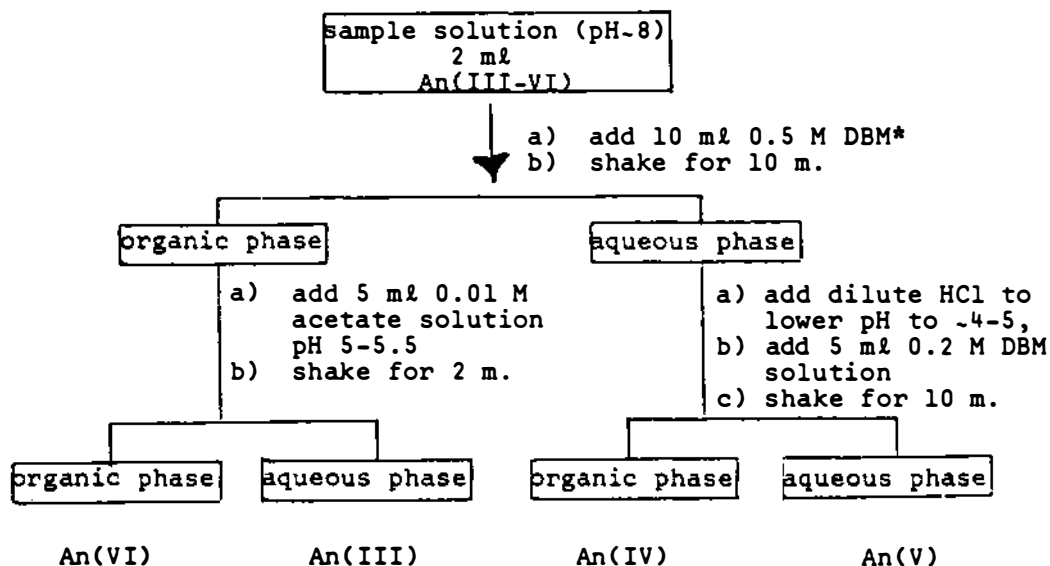 sample solution (pH~8)
2 mℓ
An(III-VI)
a) add 10 mℓ 0.5 M DBM*
b) shake for 10 m.
organic phase
aqueous phase
a) add 5 mℓ 0.01 M
acetate solution
pH 5-5.5
b) shake for 2 m.
a) add dilute HCl to
lower pH to ~4-5,
b) add 5 mℓ 0.2 M DBM
solution
c) shake for 10 m.
organic phase
aqueous phase
organic phase
aqueous phase
An(VI)
An(III)
An(IV)
An(V)